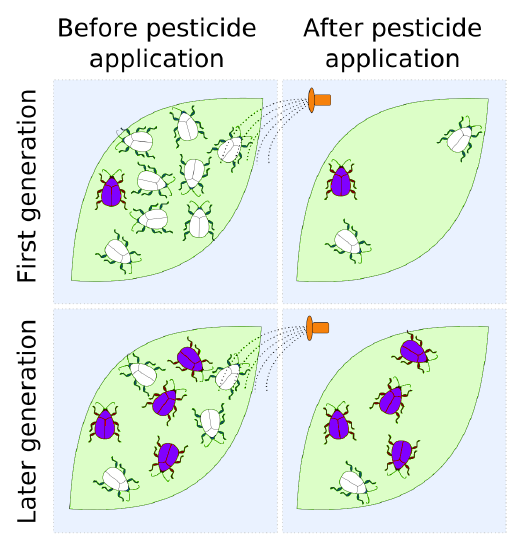 Before pesticide
application
After pesticide
application
First generation
Later generation